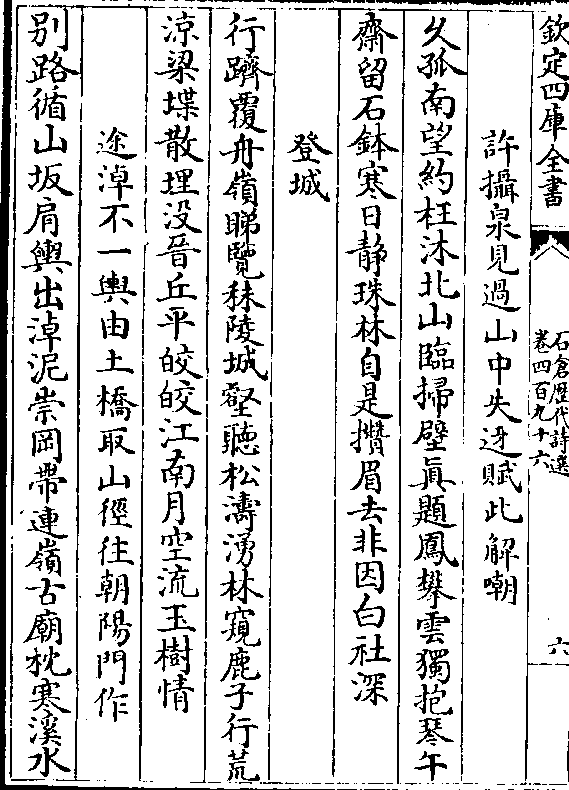 欽定四庫全書
石倉歴代詩選
卷四百九十六
六
許攝泉見過山中失迓賦此解嘲
久孤南望約枉沐北山臨掃壁真題鳳攀雲獨抱琴午
齋留石鉢寒日静珠林自是攢眉去非因白社深
登城
行躋覆舟嶺睇覽秣陵城壑聽松濤湧林窺鹿子行荒
涼梁堞散埋没晉丘平皎皎江南月空流玉樹情
途淖不一輿由土橋取山徑往朝陽門作
别路循山坂肩輿出淖泥崇岡帶連嶺古廟枕寒溪水